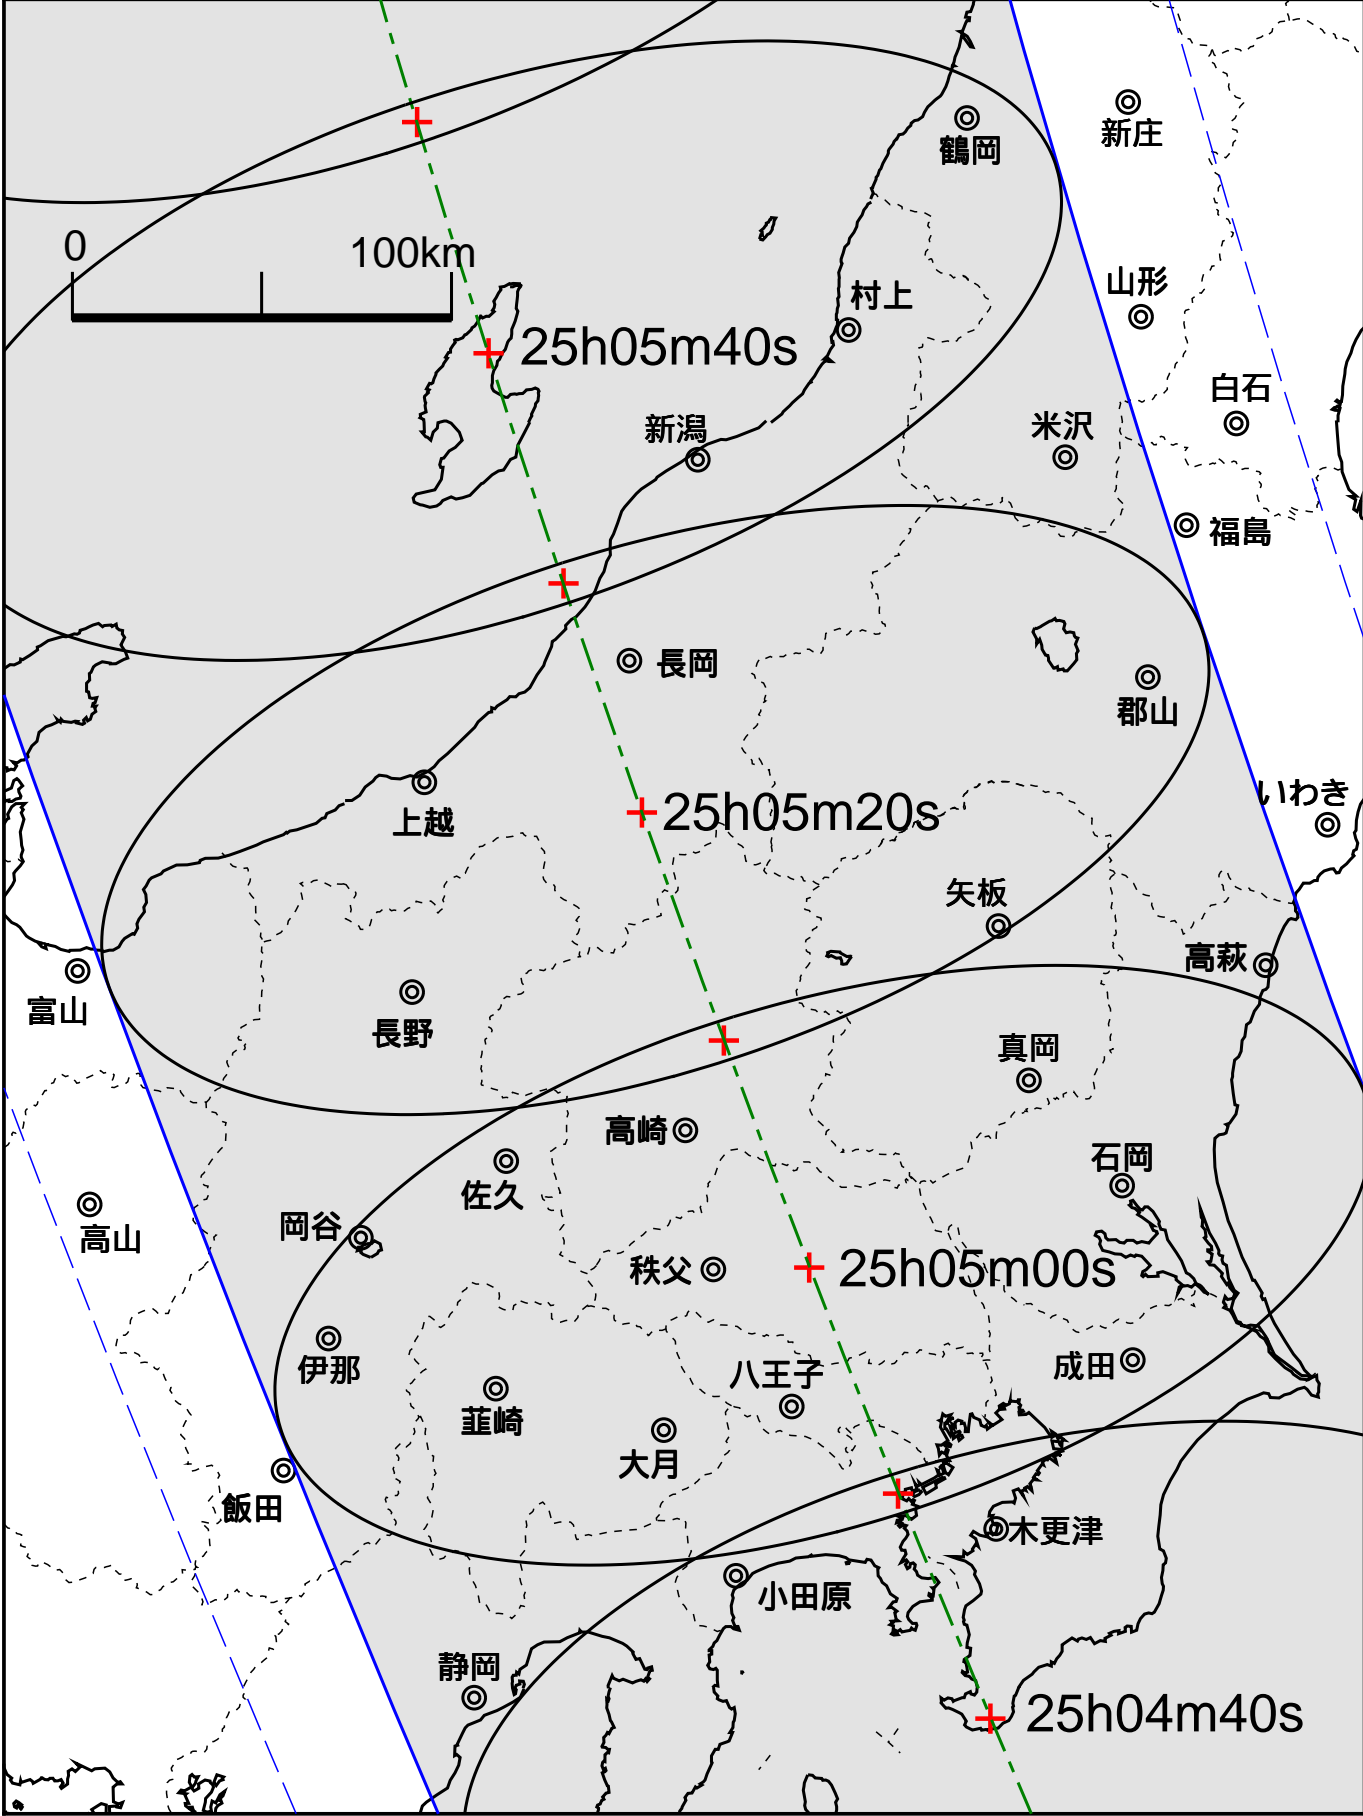 新庄
鶴岡
0
100km
山形
村上
25h05m40s
白石
米沢
新潟
福島
長岡
郡山
いわき
25h05m20s
上越
矢板
高萩
富山
長野
真岡
高崎
石岡
佐久
岡谷
高山
秩父
25h05m00s
成田
伊那
八王子
韮崎
大月
飯田
木更津
小田原
静岡
25h04m40s